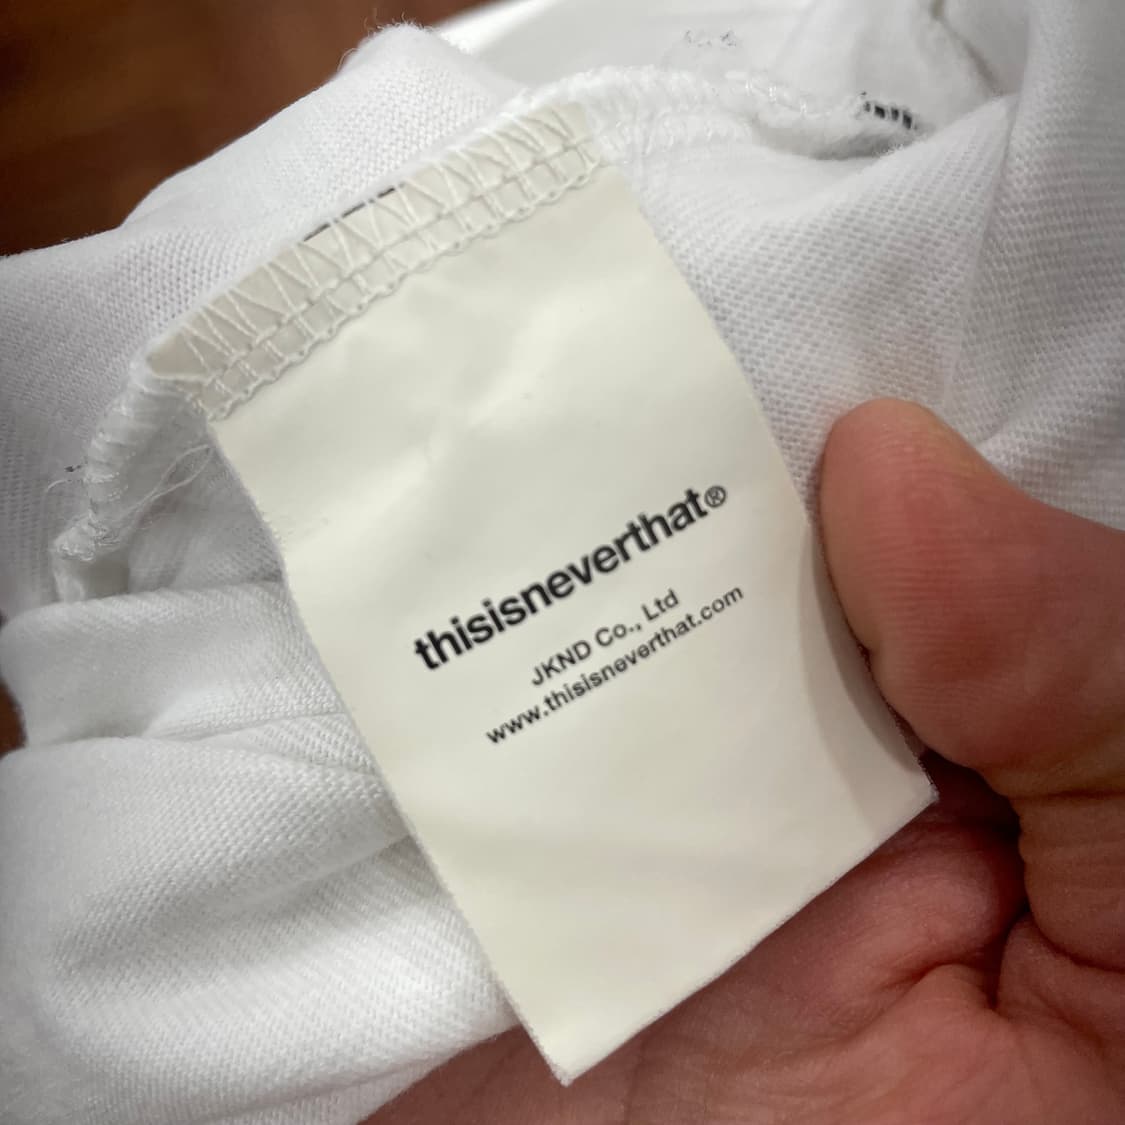 thisisneverthat®
JKND Co., Ltd
www.thisisneverthat.com